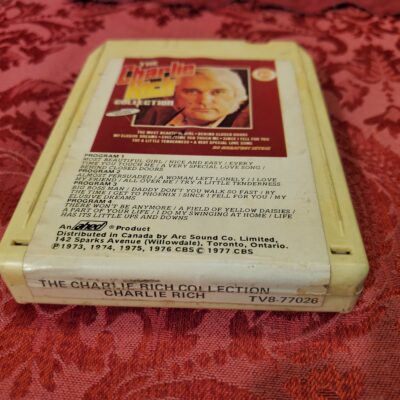 THE
Charlie
RICH
COLLECTION
THE MOST BEAUTIFUL GIRL • BEHIND CLOSED DOORS
MY ELUSIVE DREAMS • EVERY TIME YOU TOUCH ME • SINCE I FELL FOR YOU
TRY A LITTLE TENDERNESS • A VERY SPECIAL LOVE SONG
PROGRAM 1
MOST BEAUTIFUL GIRL / NICE AND EASY / EVERY
TIME YOU TOUCH ME / A VERY SPECIAL LOVE SONG /
BEHIND CLOSED DOORS
PROGRAM 2
ALMOST PERSUADED / A WOMAN LEFT LONELY / I LOVE
MY FRIEND / ALL OVER ME / TRY A LITTLE TENDERNESS
PROGRAM 3
BIG BOSS MAN / DADDY DON'T YOU WALK SO FAST / BY
THE TIME I GET TO PHOENIX / SINCE I FELL FOR YOU / MY
ELUSIVE DREAMS
PROGRAM 4
THERE WON'T BE ANYMORE / A FIELD OF YELLOW DAISIES /
A PART OF YOUR LIFE / I DO MY SWINGING AT HOME / LIFE
HAS ITS LITTLE UPS AND DOWNS
An ahed ® Product
Distributed in Canada by Arc Sound Co. Limited,
142 Sparks Avenue (Willowdale), Toronto, Ontario.
℗ 1973, 1974, 1975, 1976 CBS © 1977 CBS
THE CHARLIE RICH COLLECTION
CHARLIE RICH TVB-77026